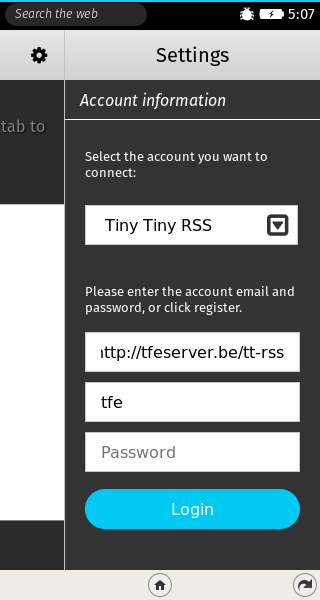 Search the web
5:07
Settings
Account information
tab to
Select the account you want to
connect:
Tiny Tiny RSS
Please enter the account email and
password, or click register.
ttp://tfeserver.be/tt-rss
tfe
Password
Login